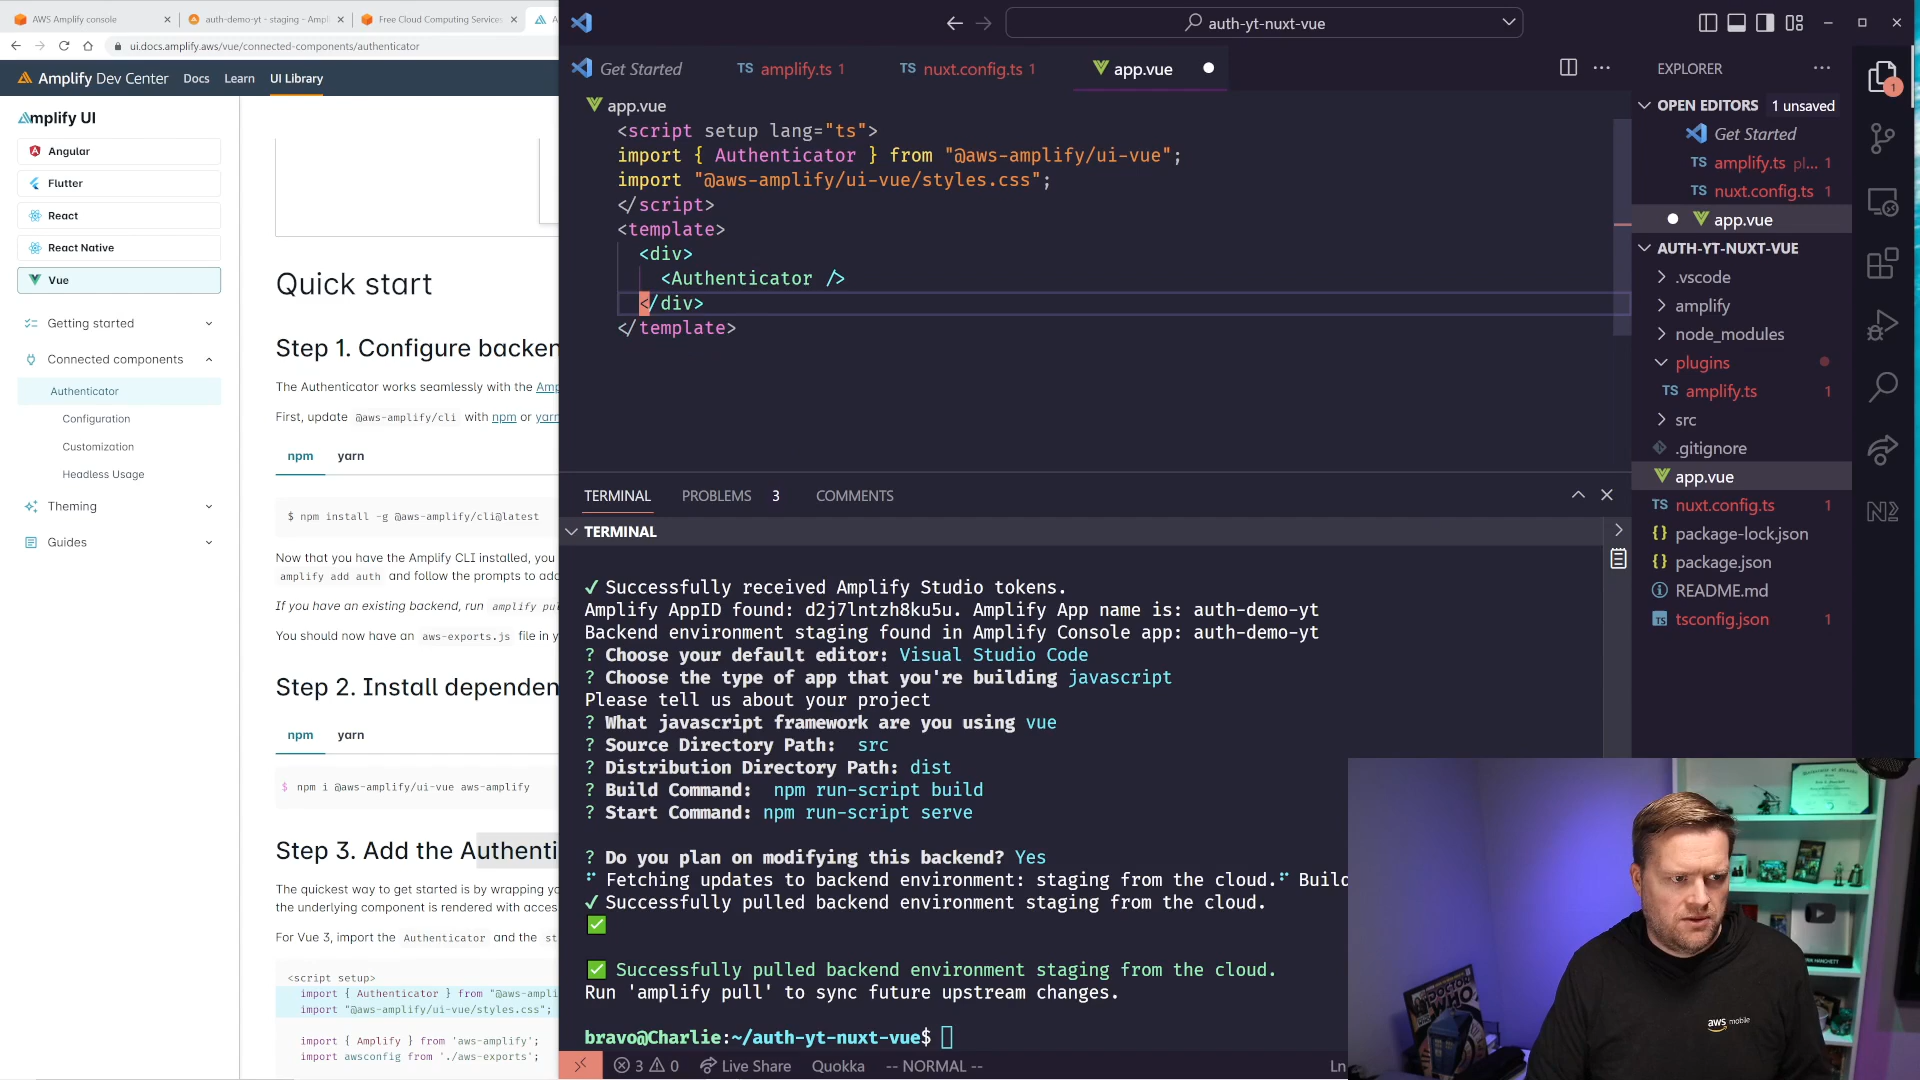 AWS Amplify console
auth-demo-yt - staging - Ampl
Free Cloud Computing Services
ui.docs.amplify.aws/vue/connected-components/authenticator
Amplify Dev Center Docs Learn UI Library
Amplify UI
Angular
Flutter
React
React Native
Vue
Getting started
Connected components
Authenticator
Configuration
Customization
Headless Usage
Theming
Guides
Quick start
Step 1. Configure backen
The Authenticator works seamlessly with the Amp
First, update @aws-amplify/cli with npm or yarn
npm yarn
$ npm install -g @aws-amplify/cli@latest
Now that you have the Amplify CLI installed, you
amplify add auth and follow the prompts to add
If you have an existing backend, run amplify pul
You should now have an aws-exports.js file in y
Step 2. Install dependen
npm yarn
$ npm i @aws-amplify/ui-vue aws-amplify
Step 3. Add the Authenti
The quickest way to get started is by wrapping yo
the underlying component is rendered with acces
For Vue 3, import the Authenticator and the st
<script setup>
import { Authenticator } from "@aws-ampli
import "@aws-amplify/ui-vue/styles.css";
import { Amplify } from 'aws-amplify';
import awsconfig from './aws-exports';
auth-yt-nuxt-vue
Get Started
TS amplify.ts 1
TS nuxt.config.ts 1
app.vue
app.vue
<script setup lang="ts">
import { Authenticator } from "@aws-amplify/ui-vue";
import "@aws-amplify/ui-vue/styles.css";
</script>
<template>
<div>
<Authenticator />
</div>
</template>
TERMINAL PROBLEMS 3 COMMENTS
TERMINAL
✓ Successfully received Amplify Studio tokens.
Amplify AppID found: d2j7lntzh8ku5u. Amplify App name is: auth-demo-yt
Backend environment staging found in Amplify Console app: auth-demo-yt
? Choose your default editor: Visual Studio Code
? Choose the type of app that you're building javascript
Please tell us about your project
? What javascript framework are you using vue
? Source Directory Path: src
? Distribution Directory Path: dist
? Build Command: npm run-script build
? Start Command: npm run-script serve
? Do you plan on modifying this backend? Yes
Fetching updates to backend environment: staging from the cloud. Build
✓ Successfully pulled backend environment staging from the cloud.
✅
✅ Successfully pulled backend environment staging from the cloud.
Run 'amplify pull' to sync future upstream changes.
bravo@Charlie:~/auth-yt-nuxt-vue$
3 0 Live Share Quokka -- NORMAL -- Ln
EXPLORER
1
OPEN EDITORS 1 unsaved
Get Started
TS amplify.ts pl... 1
TS nuxt.config.ts 1
app.vue
AUTH-YT-NUXT-VUE
.vscode
amplify
node_modules
plugins
TS amplify.ts 1
src
.gitignore
app.vue
TS nuxt.config.ts 1
{} package-lock.json
{} package.json
README.md
TS tsconfig.json 1
DOCTOR
WHO
aws mobile